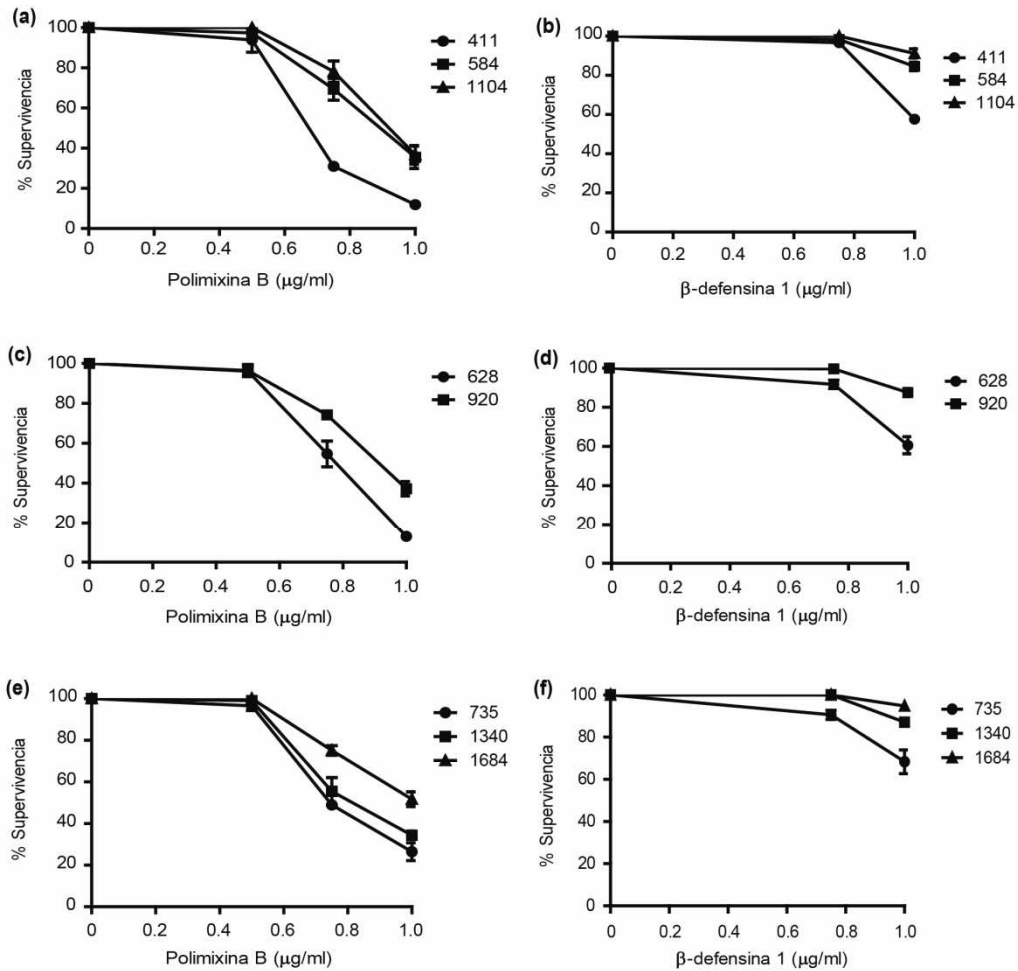 (a)
% Supervivencia
100
80
60
40
20
0
0 0.2 0.4 0.6 0.8 1.0
Polimixina B (µg/ml)
411
584
1104
(b)
% Supervivencia
100
80
60
40
20
0
0 0.2 0.4 0.6 0.8 1.0
β-defensina 1 (µg/ml)
411
584
1104
(c)
% Supervivencia
100
80
60
40
20
0
0 0.2 0.4 0.6 0.8 1.0
Polimixina B (µg/ml)
628
920
(d)
% Supervivencia
100
80
60
40
20
0
0 0.2 0.4 0.6 0.8 1.0
β-defensina 1 (µg/ml)
628
920
(e)
% Supervivencia
100
80
60
40
20
0
0 0.2 0.4 0.6 0.8 1.0
Polimixina B (µg/ml)
735
1340
1684
(f)
% Supervivencia
100
80
60
40
20
0
0 0.2 0.4 0.6 0.8 1.0
β-defensina 1 (µg/ml)
735
1340
1684